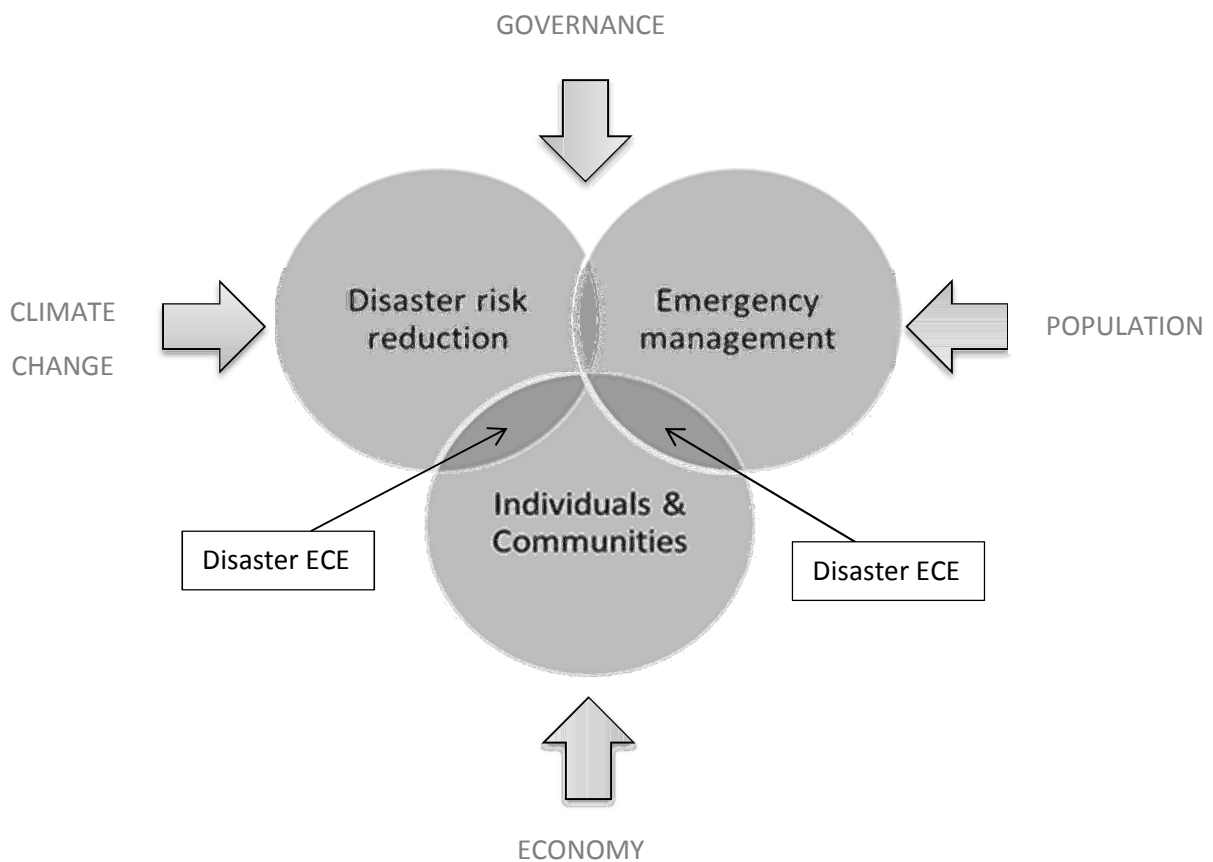 GOVERNANCE
Disaster risk
reduction
Emergency
management
CLIMATE
CHANGE
POPULATION
Individuals &
Communities
Disaster ECE
Disaster ECE
ECONOMY